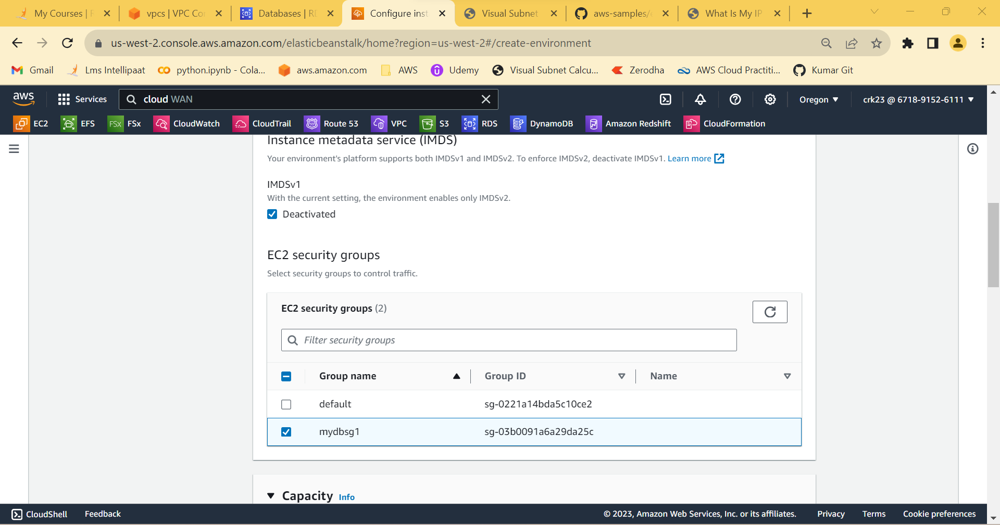 My Courses |
vpcs | VPC Co
Databases | R
Configure inst
Visual Subnet
aws-samples/
What Is My IP
us-west-2.console.aws.amazon.com/elasticbeanstalk/home?region=us-west-2#/create-environment
Gmail
Lms Intellipaat
python.ipynb - Cola...
aws.amazon.com
AWS
Udemy
Visual Subnet Calcu...
Zerodha
AWS Cloud Practiti...
Kumar Git
aws
Services
cloud WAN
Oregon
crk23 @ 6718-9152-6111
EC2
EFS
FSx
FSx
CloudWatch
CloudTrail
Route 53
VPC
S3
RDS
DynamoDB
Amazon Redshift
CloudFormation
Instance metadata service (IMDS)
Your environment's platform supports both IMDSv1 and IMDSv2. To enforce IMDSv2, deactivate IMDSv1. Learn more
IMDSv1
With the current setting, the environment enables only IMDSv2.
Deactivated
EC2 security groups
Select security groups to control traffic.
EC2 security groups (2)
Filter security groups
Group name
Group ID
Name
default
sg-0221a14bda5c10ce2
mydbsg1
sg-03b0091a6a29da25c
Capacity Info
CloudShell
Feedback
© 2023, Amazon Web Services, Inc. or its affiliates.
Privacy
Terms
Cookie preferences